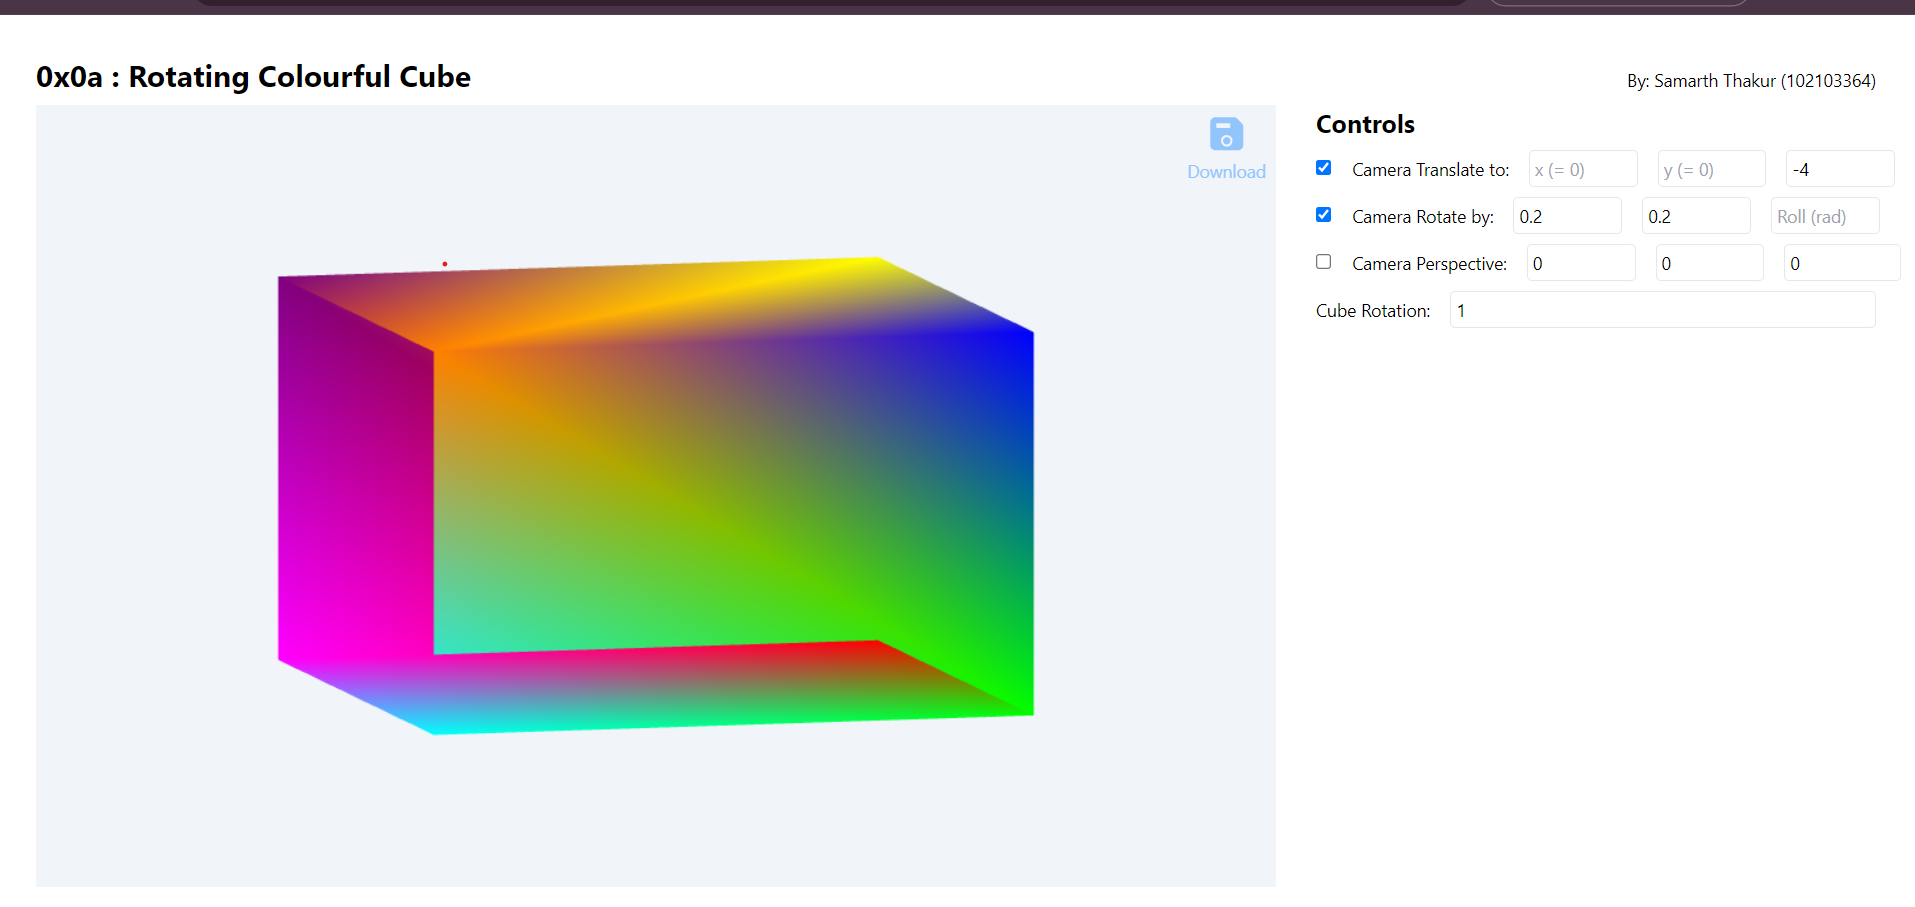 0x0a : Rotating Colourful Cube
By: Samarth Thakur (102103364)
Download
Controls
Camera Translate to: x (= 0) y (= 0) -4
Camera Rotate by: 0.2 0.2 Roll (rad)
Camera Perspective: 0 0 0
Cube Rotation: 1